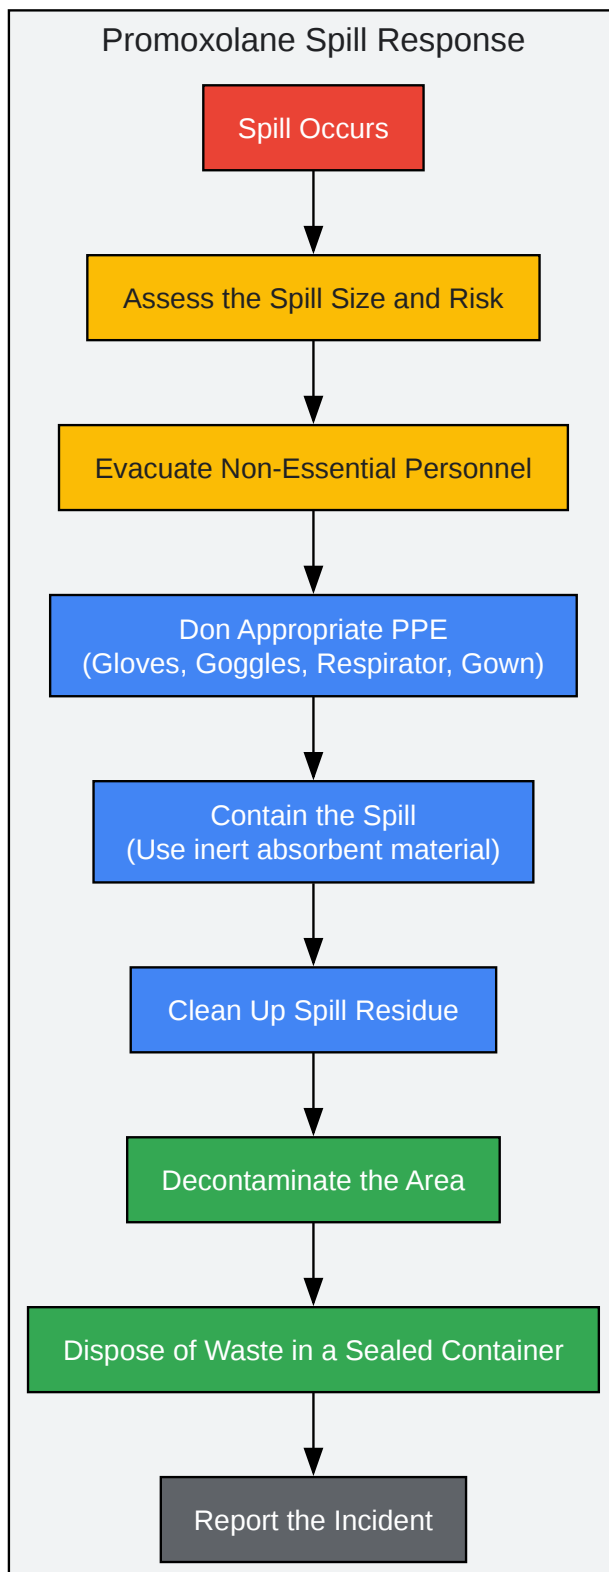 Promoxolane Spill Response
Spill Occurs
Assess the Spill Size and Risk
Evacuate Non-Essential Personnel
Don Appropriate PPE
(Gloves, Goggles, Respirator, Gown)
Contain the Spill
(Use inert absorbent material)
Clean Up Spill Residue
Decontaminate the Area
Dispose of Waste in a Sealed Container
Report the Incident